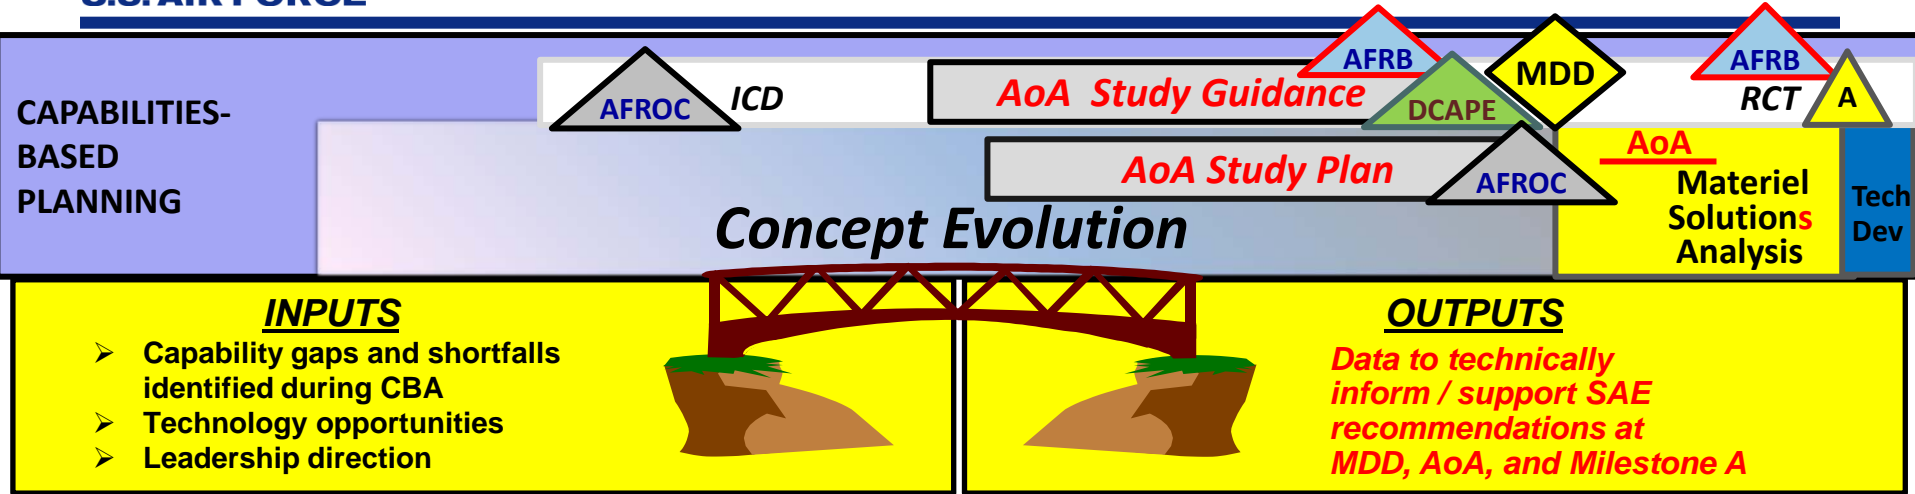 U.S. AIR FORCE
AFRB
MDD
AFRB
CAPABILITIES-
BASED
PLANNING
AFROC
ICD
AoA Study Guidance
DCAPE
RCT
A
AoA Study Plan
AFROC
AoA
Materiel
Solutions
Analysis
Tech
Dev
Concept Evolution
INPUTS
➢ Capability gaps and shortfalls
identified during CBA
➢ Technology opportunities
➢ Leadership direction
OUTPUTS
Data to technically
inform / support SAE
recommendations at
MDD, AoA, and Milestone A